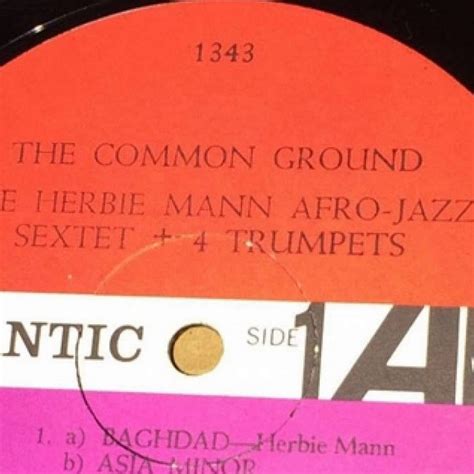 1343
THE COMMON GROUND
E HERBIE MANN AFRO-JAZZ
SEXTET + 4 TRUMPETS
NTIC SIDE 1 A
1. a) BAGHDAD—Herbie Mann
b) ASIA MINOR